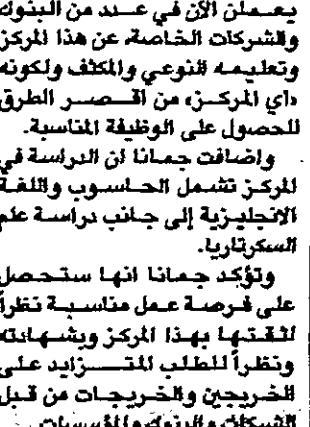 يعملن الآن في عدد من البنوك
والشركات الخاصة، عن هذا المركز
وتعليمه النوعي والمكثف ولكونه
«أي المركز» من اقصر الطرق
للحصول على الوظيفة المناسبة.
واضافت جمانا ان الدراسة في
المركز تشمل الحاسوب واللغة
الانجليزية إلى جانب دراسة علم
السكرتاريا.
وتؤكد جمانا انها ستحصل
على فرصة عمل مناسبة نظراً
لثقتها بهذا المركز وبشهادته
ونظراً للطلب المتزايد على
الخريجين والخريجات من قبل
الشركات والبنوك والمؤسسات